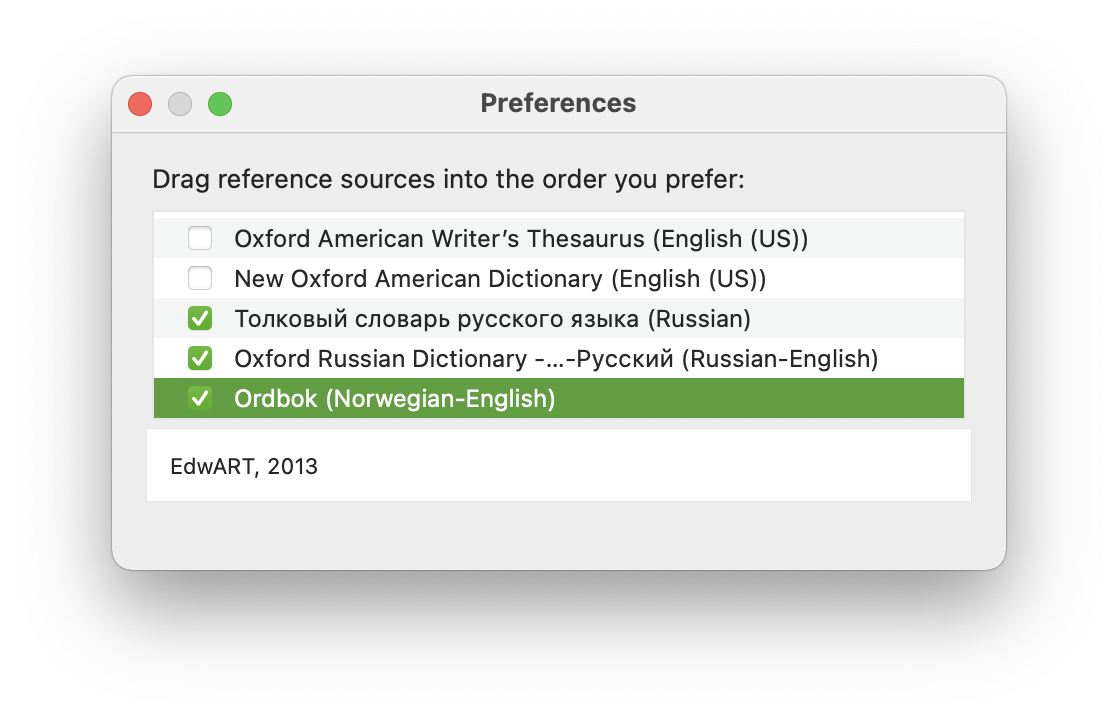 Preferences
Drag reference sources into the order you prefer:
Oxford American Writer’s Thesaurus (English (US))
New Oxford American Dictionary (English (US))
Толковый словарь русского языка (Russian)
Oxford Russian Dictionary -...-Русский (Russian-English)
Ordbok (Norwegian-English)
EdwART, 2013